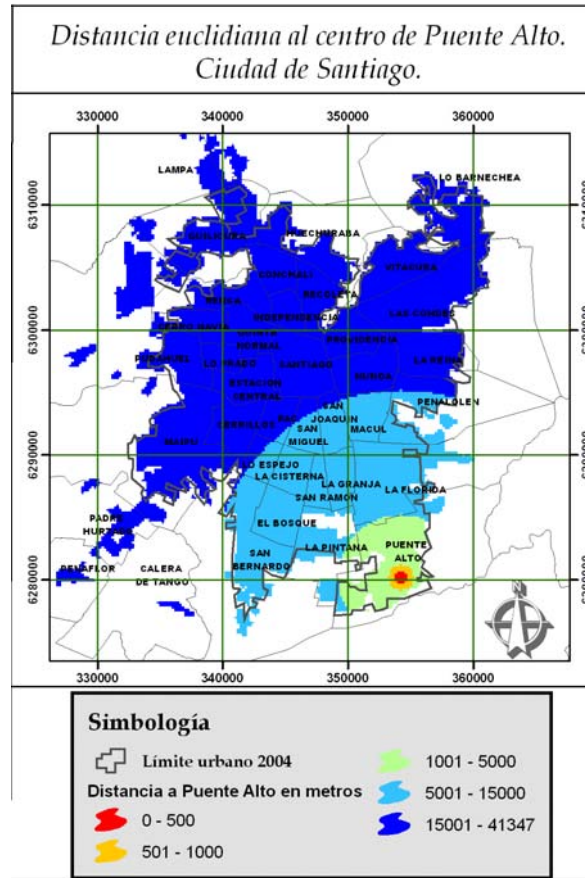 Distancia euclidiana al centro de Puente Alto.
Ciudad de Santiago.
330000 340000 350000 360000
LAMPA
LO BARNECHEA
6310000
QUILICURA
HUECHURABA
VITACURA
CONCHALI
RENCA
RECOLETA
LAS CONDES
INDEPENDENCIA
6300000
CERRO NAVIA
QUINTA
NORMAL
PROVIDENCIA
PUDAHUEL
LO PRADO
SANTIAGO
LA REINA
ESTACIÓN
CENTRAL
ÑUÑOA
PEÑALOLEN
SAN
JOAQUIN
PAC
CERRILLOS
SAN
MIGUEL
MACUL
MAIPU
6290000
LO ESPEJO
LA CISTERNA
LA GRANJA
LA FLORIDA
SAN RAMON
PADRE
HURTADO
EL BOSQUE
LA PINTANA
PUENTE
ALTO
SAN
BERNARDO
PEÑAFLOR
CALERA
DE TANGO
6280000
N
330000 340000 350000 360000
Simbología
Límite urbano 2004
Distancia a Puente Alto en metros
0 - 500
501 - 1000
1001 - 5000
5001 - 15000
15001 - 41347